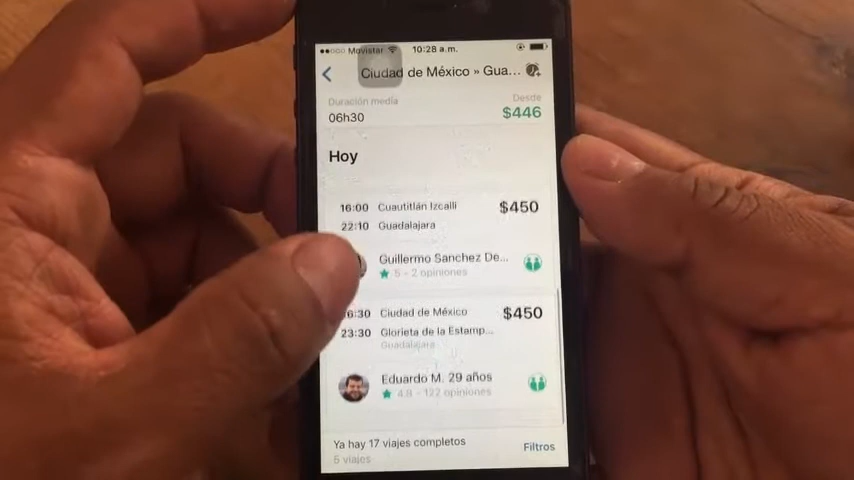 Movistar 10:28 a.m.
Ciudad de México » Gua...
Duración media Desde
06h30 $446
Hoy
16:00 Cuautitlán Izcalli $450
22:10 Guadalajara
Guillermo Sanchez De...
5 - 2 opiniones
6:30 Ciudad de México $450
23:30 Glorieta de la Estamp...
Guadalajara
Eduardo M. 29 años
4.8 - 122 opiniones
Ya hay 17 viajes completos
5 viajes Filtros